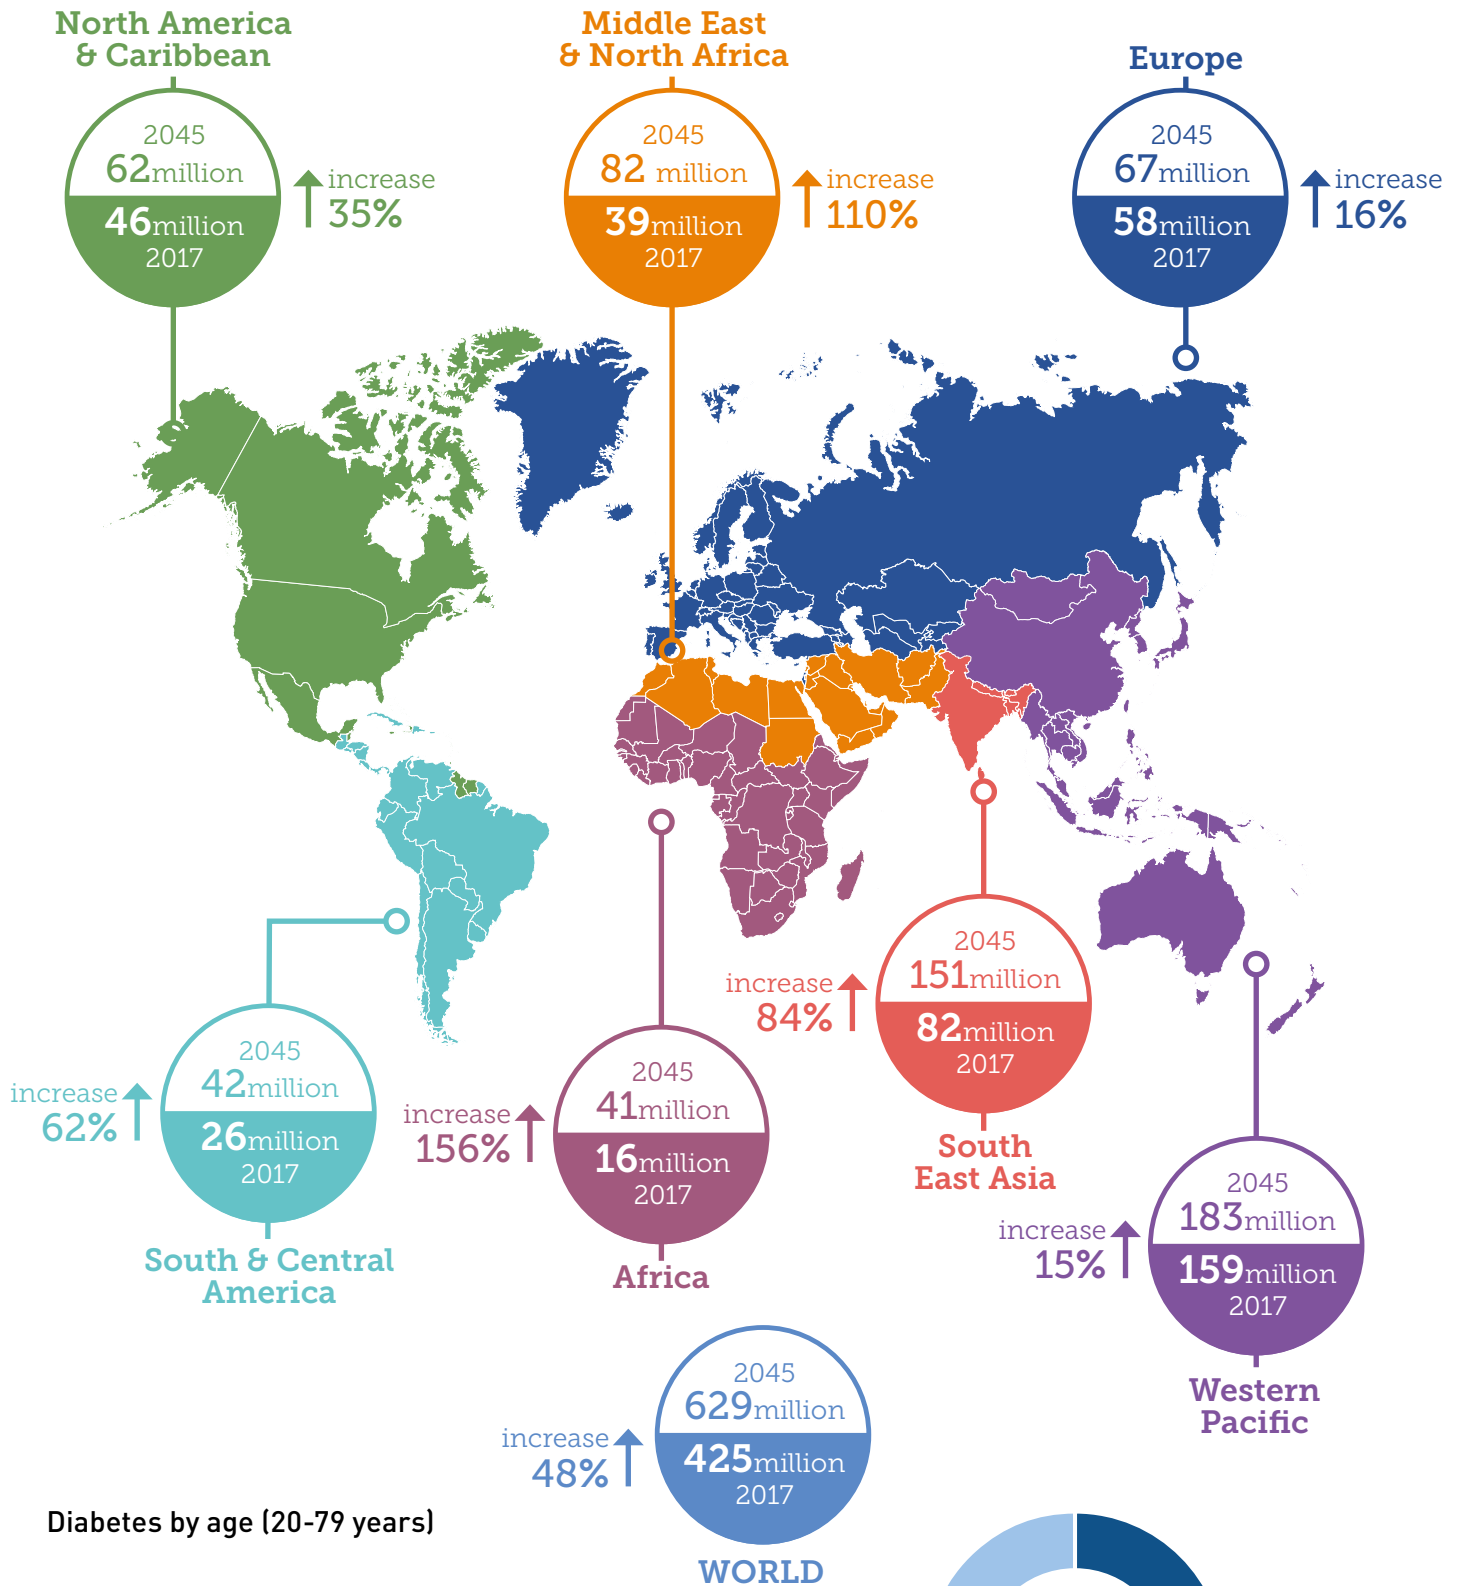 North America
& Caribbean
2045
62million
46million
2017
increase
35%
Middle East
& North Africa
2045
82 million
39million
2017
increase
110%
Europe
2045
67million
58million
2017
increase
16%
2045
151million
82million
2017
increase
84%
South
East Asia
2045
42million
26million
2017
increase
62%
South & Central
America
2045
41million
16million
2017
increase
156%
Africa
2045
183million
159million
2017
increase
15%
Western
Pacific
2045
629million
425million
2017
increase
48%
WORLD
Diabetes by age (20-79 years)